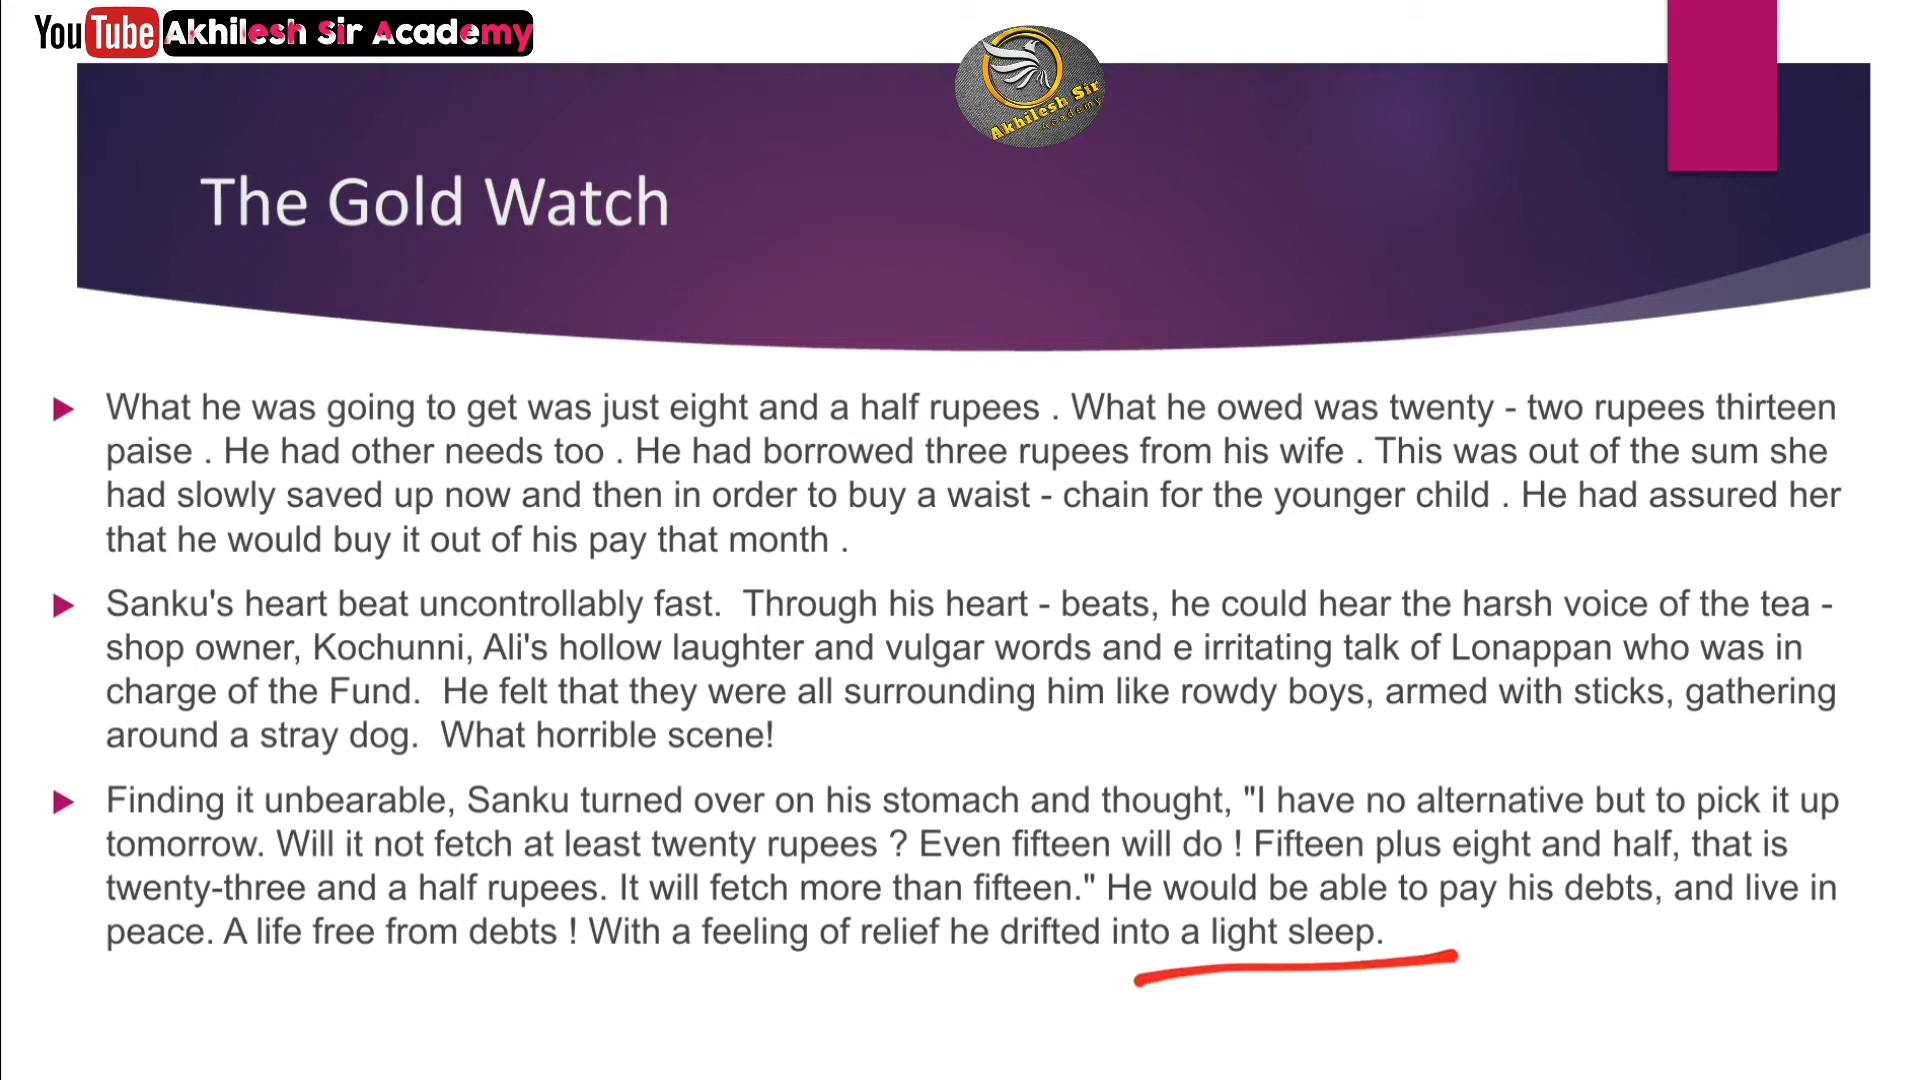 YouTube Akhilesh Sir Academy
Akhilesh Sir
Academy
The Gold Watch
What he was going to get was just eight and a half rupees . What he owed was twenty - two rupees thirteen
paise . He had other needs too . He had borrowed three rupees from his wife . This was out of the sum she
had slowly saved up now and then in order to buy a waist - chain for the younger child . He had assured her
that he would buy it out of his pay that month .
Sanku's heart beat uncontrollably fast.  Through his heart - beats, he could hear the harsh voice of the tea -
shop owner, Kochunni, Ali's hollow laughter and vulgar words and e irritating talk of Lonappan who was in
charge of the Fund.  He felt that they were all surrounding him like rowdy boys, armed with sticks, gathering
around a stray dog.  What horrible scene!
Finding it unbearable, Sanku turned over on his stomach and thought, "I have no alternative but to pick it up
tomorrow. Will it not fetch at least twenty rupees ? Even fifteen will do ! Fifteen plus eight and half, that is
twenty-three and a half rupees. It will fetch more than fifteen." He would be able to pay his debts, and live in
peace. A life free from debts ! With a feeling of relief he drifted into a light sleep.